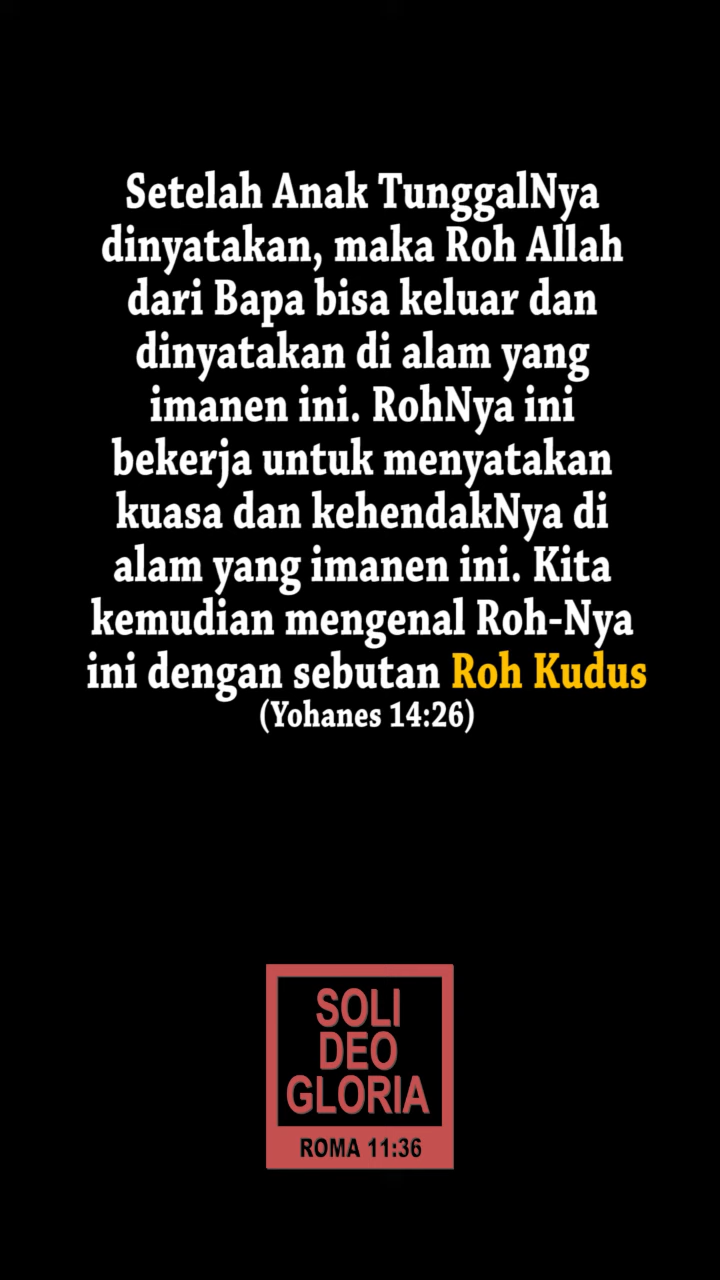 Setelah Anak TunggalNya
dinyatakan, maka Roh Allah
dari Bapa bisa keluar dan
dinyatakan di alam yang
imanen ini. RohNya ini
bekerja untuk menyatakan
kuasa dan kehendakNya di
alam yang imanen ini. Kita
kemudian mengenal Roh-Nya
ini dengan sebutan Roh Kudus
(Yohanes 14:26)
SOLI
DEO
GLORIA
ROMA 11:36